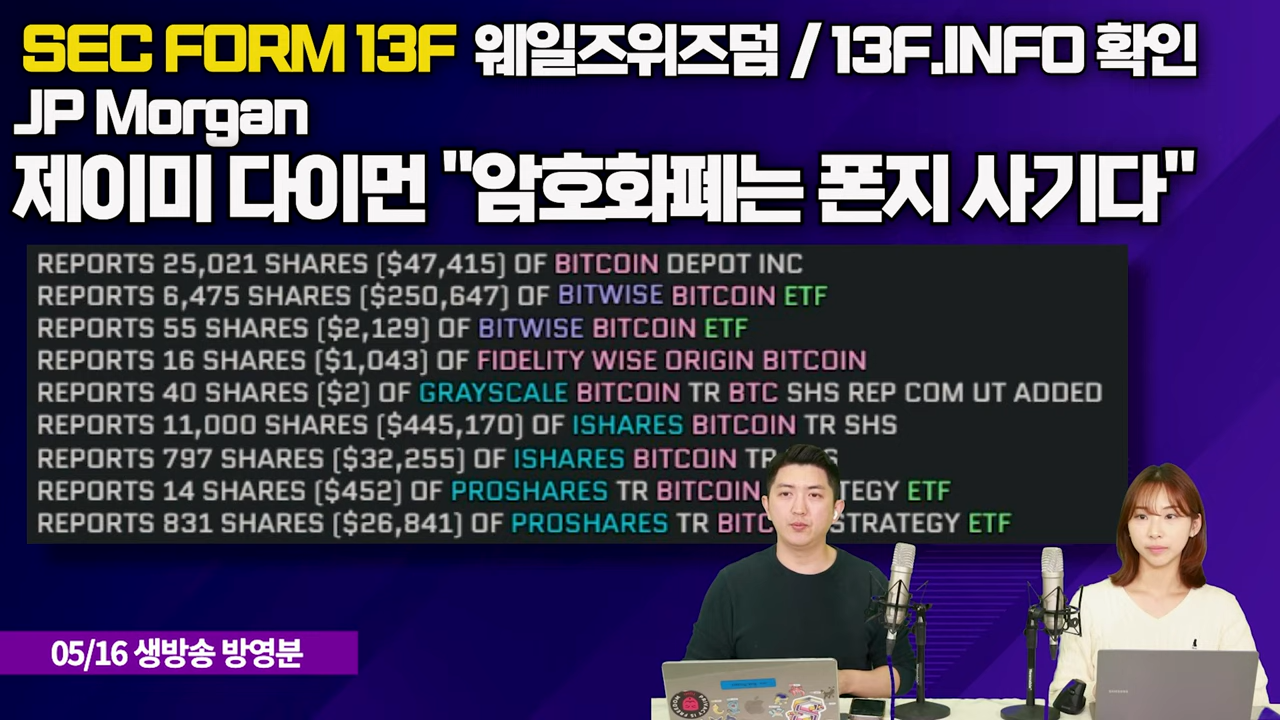 SEC FORM 13F 웨일즈위즈덤 / 13F.INFO 확인
JP Morgan
제이미 다이먼 "암호화폐는 폰지 사기다"
REPORTS 25,021 SHARES ($47,415) OF BITCOIN DEPOT INC
REPORTS 6,475 SHARES ($250,647) OF BITWISE BITCOIN ETF
REPORTS 55 SHARES ($2,129) OF BITWISE BITCOIN ETF
REPORTS 16 SHARES ($1,043) OF FIDELITY WISE ORIGIN BITCOIN
REPORTS 40 SHARES ($2) OF GRAYSCALE BITCOIN TR BTC SHS REP COM UT ADDED
REPORTS 11,000 SHARES ($445,170) OF ISHARES BITCOIN TR SHS
REPORTS 797 SHARES ($32,255) OF ISHARES BITCOIN TR
REPORTS 14 SHARES ($452) OF PROSHARES TR BITCOIN TEGY ETF
REPORTS 831 SHARES ($26,841) OF PROSHARES TR BITC STRATEGY ETF
05/16 생방송 방영분